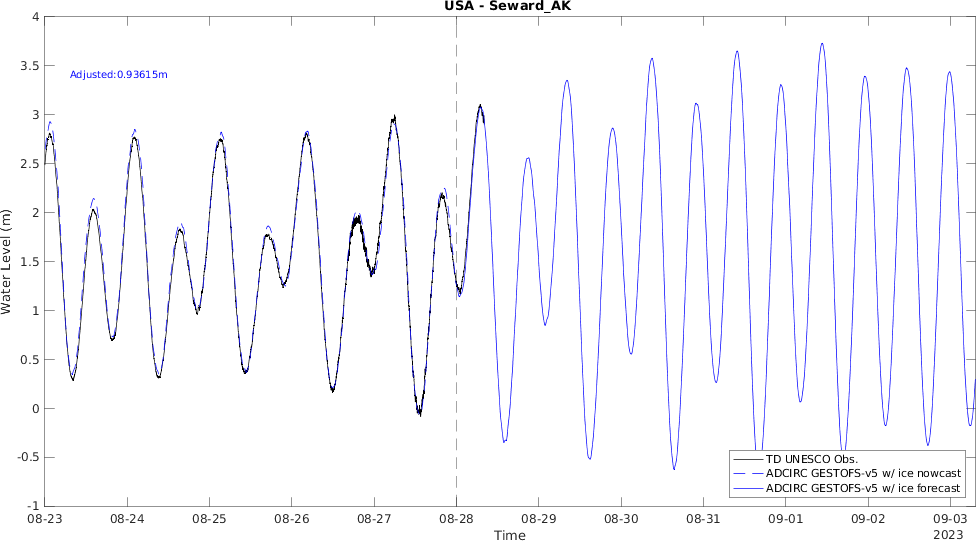 USA - Seward_AK
4
3.5
3
2.5
2
1.5
1
0.5
0
-0.5
-1
Water Level (m)
Adjusted:0.93615m
TD UNESCO Obs.
ADCIRC GESTOFS-v5 w/ ice nowcast
ADCIRC GESTOFS-v5 w/ ice forecast
08-23 08-24 08-25 08-26 08-27 08-28 08-29 08-30 08-31 09-01 09-02 09-03
2023
Time